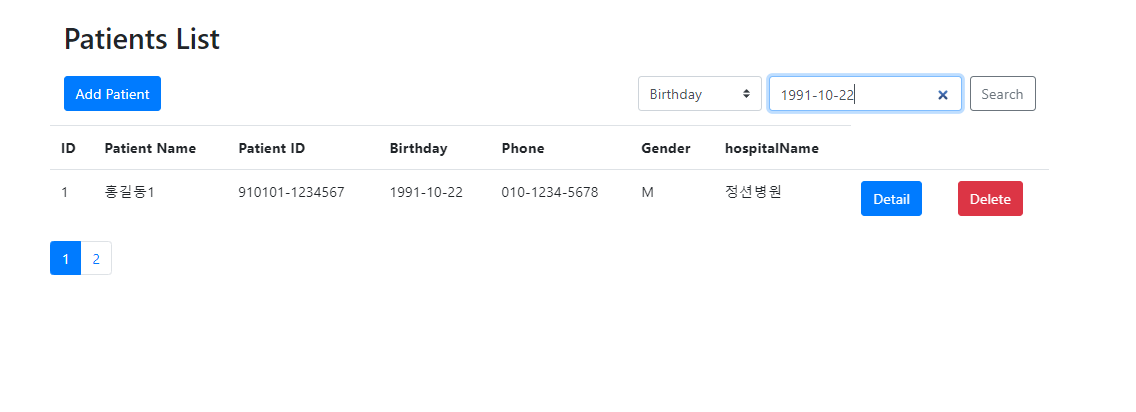 Patients List
Add Patient Birthday 1991-10-22 Search
ID Patient Name Patient ID Birthday Phone Gender hospitalName
1 홍길동1 910101-1234567 1991-10-22 010-1234-5678 M 정션병원 Detail Delete
1 2